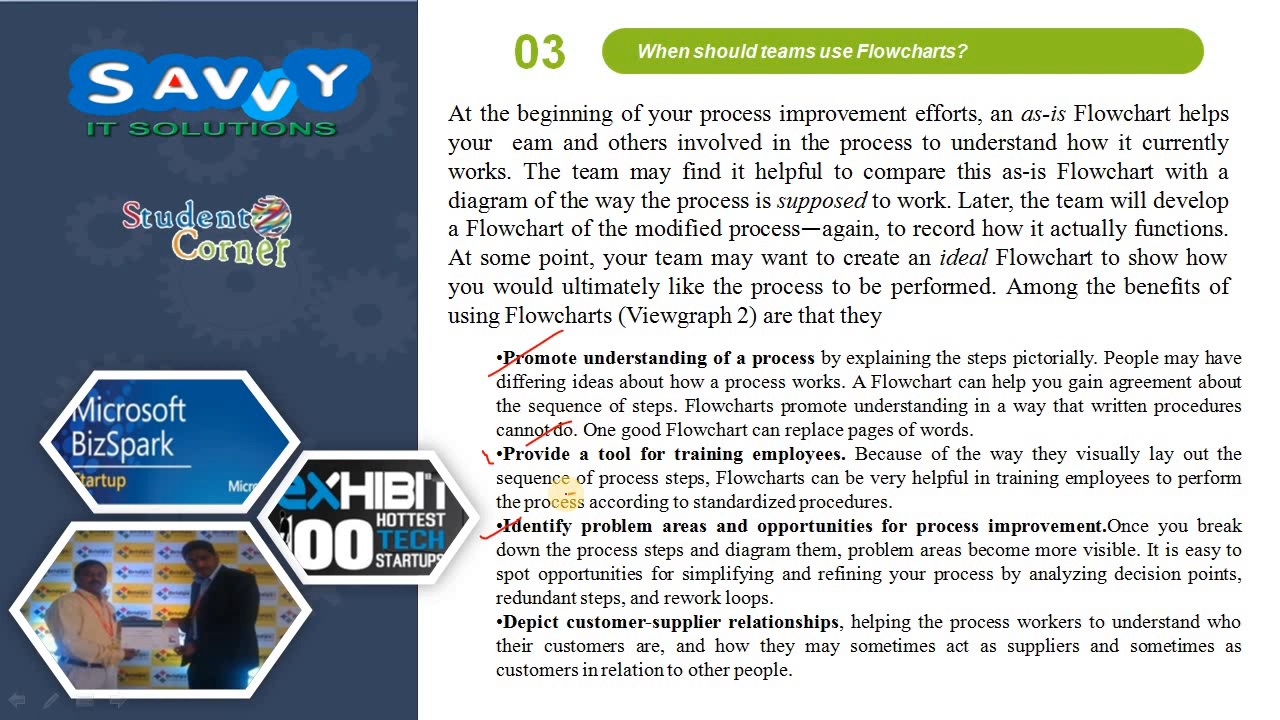 SAVVY
IT SOLUTIONS
Student
Corner
Microsoft
BizSpark
Startup
Micr
eXHIBIT
100
HOTTEST
TECH
STARTUPS
03
When should teams use Flowcharts?
At the beginning of your process improvement efforts, an as-is Flowchart helps
your eam and others involved in the process to understand how it currently
works. The team may find it helpful to compare this as-is Flowchart with a
diagram of the way the process is supposed to work. Later, the team will develop
a Flowchart of the modified process—again, to record how it actually functions.
At some point, your team may want to create an ideal Flowchart to show how
you would ultimately like the process to be performed. Among the benefits of
using Flowcharts (Viewgraph 2) are that they
•Promote understanding of a process by explaining the steps pictorially. People may have
differing ideas about how a process works. A Flowchart can help you gain agreement about
the sequence of steps. Flowcharts promote understanding in a way that written procedures
cannot do. One good Flowchart can replace pages of words.
•Provide a tool for training employees. Because of the way they visually lay out the
sequence of process steps, Flowcharts can be very helpful in training employees to perform
the process according to standardized procedures.
•Identify problem areas and opportunities for process improvement.Once you break
down the process steps and diagram them, problem areas become more visible. It is easy to
spot opportunities for simplifying and refining your process by analyzing decision points,
redundant steps, and rework loops.
•Depict customer-supplier relationships, helping the process workers to understand who
their customers are, and how they may sometimes act as suppliers and sometimes as
customers in relation to other people.